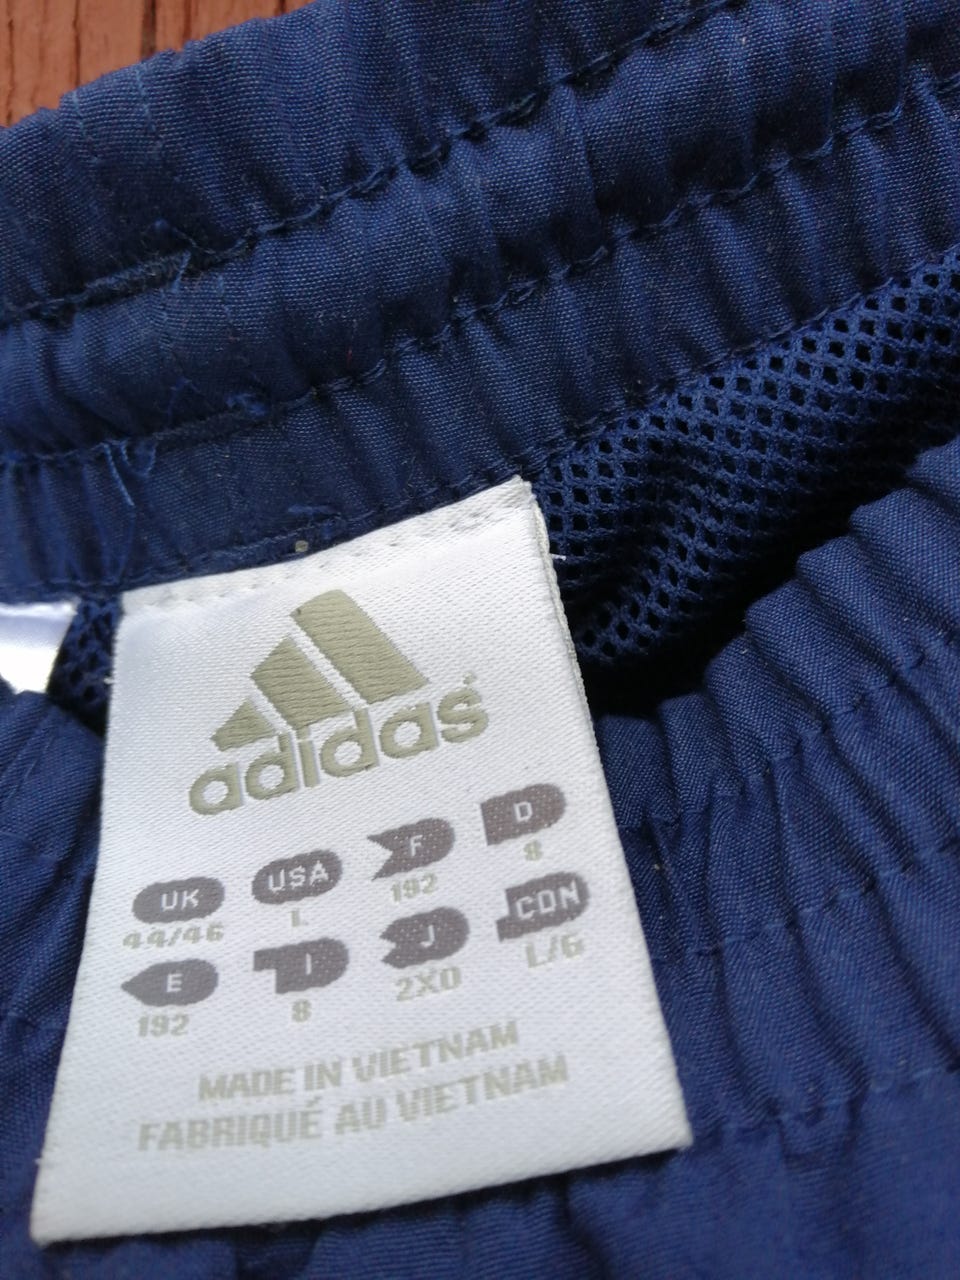 adidas
UK USA F D
44/46 L 192 8
E I J CDN
192 8 2XO L/G
MADE IN VIETNAM
FABRIQUÉ AU VIETNAM